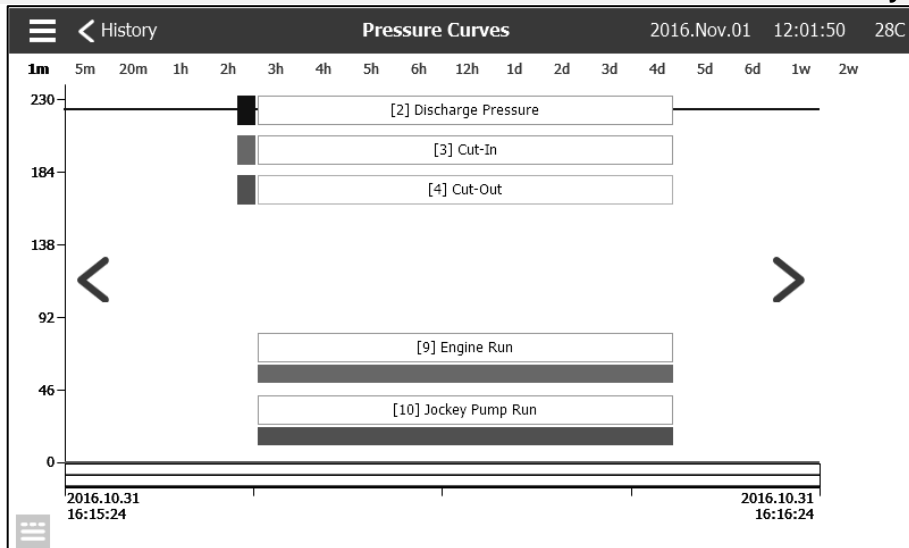 History Pressure Curves 2016.Nov.01 12:01:50 28C
1m 5m 20m 1h 2h 3h 4h 5h 6h 12h 1d 2d 3d 4d 5d 6d 1w 2w
230
[2] Discharge Pressure
[3] Cut-In
184
[4] Cut-Out
138
92
[9] Engine Run
46
[10] Jockey Pump Run
0
2016.10.31 2016.10.31
16:15:24 16:16:24